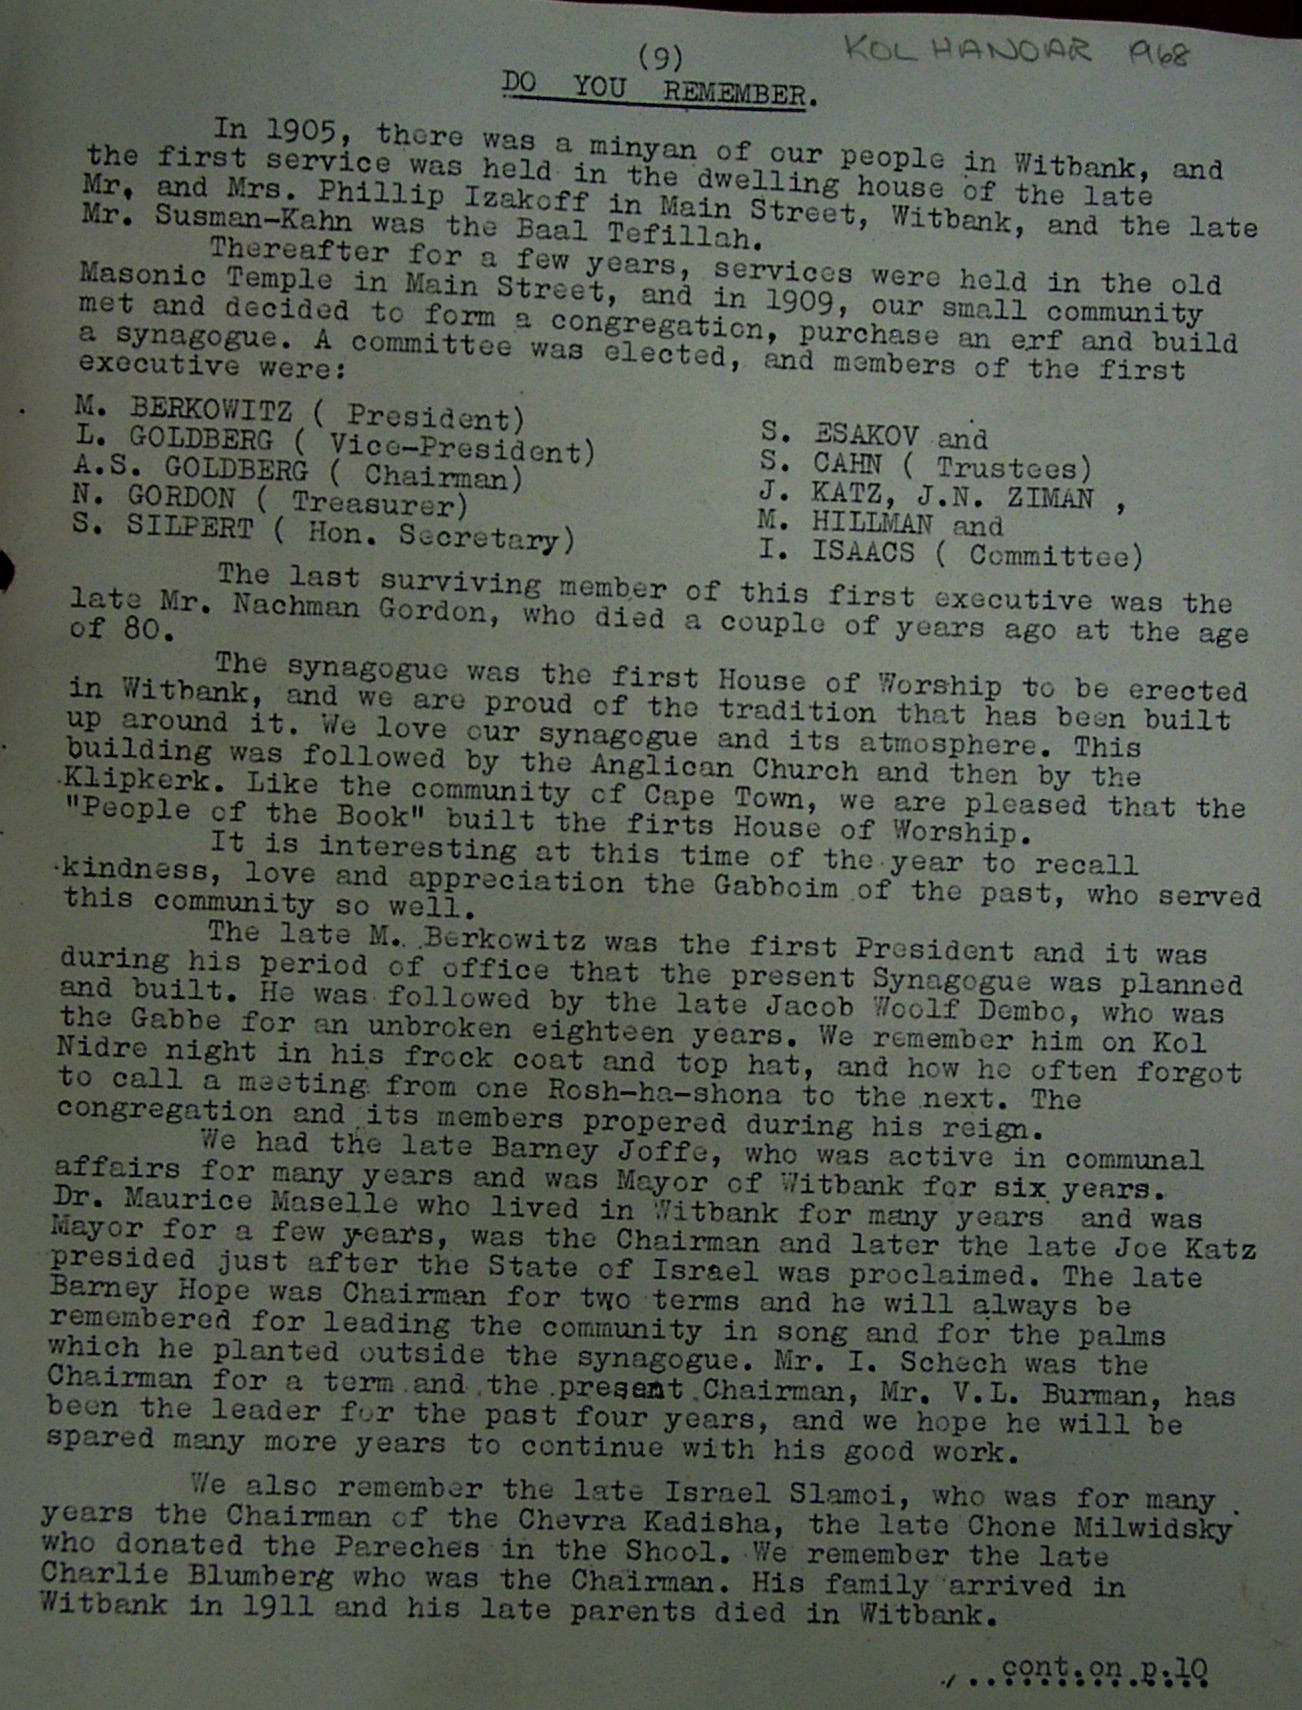 KOL HANOAR 1968
(9)
DO YOU REMEMBER.
In 1905, there was a minyan of our people in Witbank, and
the first service was held in the dwelling house of the late
Mr. and Mrs. Phillip Izakoff in Main Street, Witbank, and the late
Mr. Susman-Kahn was the Baal Tefillah.
Thereafter for a few years, services were held in the old
Masonic Temple in Main Street, and in 1909, our small community
met and decided to form a congregation, purchase an erf and build
a synagogue. A committee was elected, and members of the first
executive were:
M. BERKOWITZ ( President)
L. GOLDBERG ( Vice-President)
A.S. GOLDBERG ( Chairman)
N. GORDON ( Treasurer)
S. SILPERT ( Hon. Secretary)
S. ESAKOV and
S. CAHN ( Trustees)
J. KATZ, J.N. ZIMAN ,
M. HILLMAN and
I. ISAACS ( Committee)
The last surviving member of this first executive was the
late Mr. Nachman Gordon, who died a couple of years ago at the age
of 80.
The synagogue was the first House of Worship to be erected
in Witbank, and we are proud of the tradition that has been built
up around it. We love our synagogue and its atmosphere. This
building was followed by the Anglican Church and then by the
Klipkerk. Like the community of Cape Town, we are pleased that the
"People of the Book" built the firts House of Worship.
It is interesting at this time of the year to recall
kindness, love and appreciation the Gabboim of the past, who served
this community so well.
The late M. Berkowitz was the first President and it was
during his period of office that the present Synagogue was planned
and built. He was followed by the late Jacob Woolf Dembo, who was
the Gabbe for an unbroken eighteen years. We remember him on Kol
Nidre night in his frock coat and top hat, and how he often forgot
to call a meeting from one Rosh-ha-shona to the next. The
congregation and its members propered during his reign.
We had the late Barney Joffe, who was active in communal
affairs for many years and was Mayor of Witbank for six years.
Dr. Maurice Maselle who lived in Witbank for many years and was
Mayor for a few years, was the Chairman and later the late Joe Katz
presided just after the State of Israel was proclaimed. The late
Barney Hope was Chairman for two terms and he will always be
remembered for leading the community in song and for the palms
which he planted outside the synagogue. Mr. I. Schech was the
Chairman for a term and the present Chairman, Mr. V.L. Burman, has
been the leader for the past four years, and we hope he will be
spared many more years to continue with his good work.
We also remember the late Israel Slamoi, who was for many
years the Chairman of the Chevra Kadisha, the late Chone Milwidsky
who donated the Pareches in the Shool. We remember the late
Charlie Blumberg who was the Chairman. His family arrived in
Witbank in 1911 and his late parents died in Witbank.
...cont.on p.10